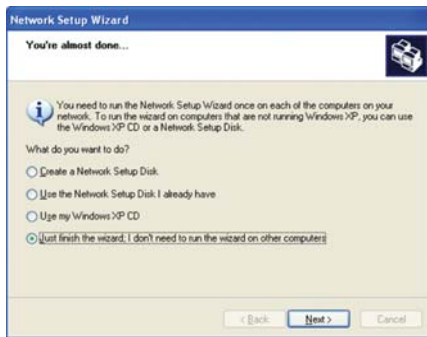 Network Setup Wizard
You're almost done...
You need to run the Network Setup Wizard once on each of the computers on your
network. To run the wizard on computers that are not running Windows XP, you can use
the Windows XP CD or a Network Setup Disk.
What do you want to do?
Create a Network Setup Disk
Use the Network Setup Disk I already have
Use my Windows XP CD
Just finish the wizard; I don't need to run the wizard on other computers
< Back Next > Cancel